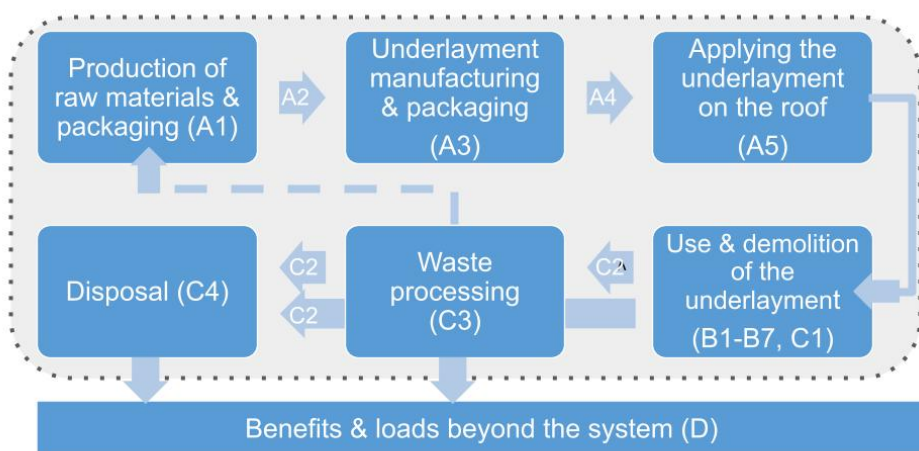 Production of
raw materials &
packaging (A1)
A2
Underlayment
manufacturing
& packaging
(A3)
A4
Applying the
underlayment
on the roof
(A5)
Disposal (C4)
C2
C2
Waste
processing
(C3)
C2
Use & demolition
of the
underlayment
(B1-B7, C1)
Benefits & loads beyond the system (D)